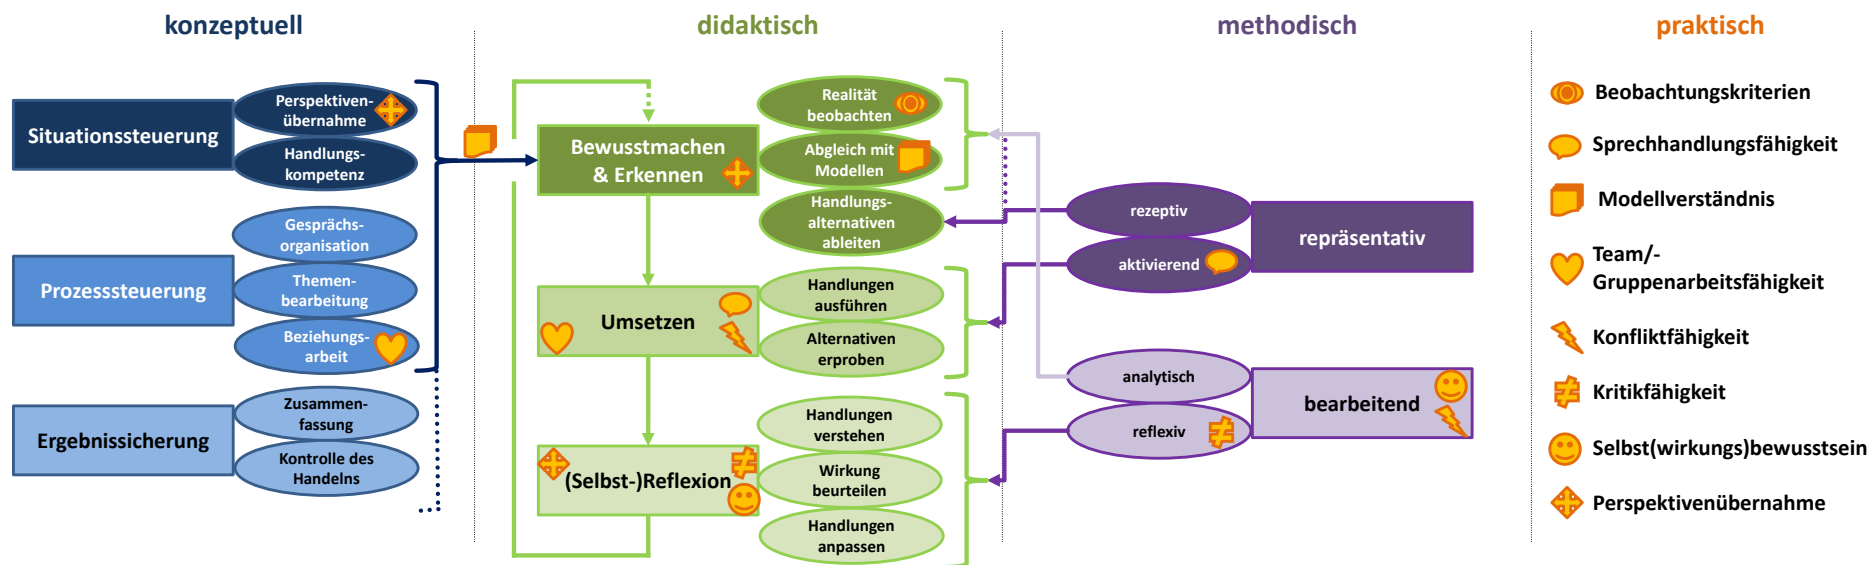 konzeptuell
didaktisch
methodisch
praktisch
Situationssteuerung
Perspektiven-
übernahme
Handlungs-
kompetenz
Prozesssteuerung
Gesprächs-
organisation
Themen-
bearbeitung
Beziehungs-
arbeit
Ergebnissicherung
Zusammen-
fassung
Kontrolle des
Handelns
Bewusstmachen
& Erkennen
Realität
beobachten
Abgleich mit
Modellen
Handlungs-
alternativen
ableiten
Umsetzen
Handlungen
ausführen
Alternativen
erproben
(Selbst-)Reflexion
Handlungen
verstehen
Wirkung
beurteilen
Handlungen
anpassen
rezeptiv
aktivierend
repräsentativ
analytisch
reflexiv
bearbeitend
Beobachtungskriterien
Sprechhandlungsfähigkeit
Modellverständnis
Team/-
Gruppenarbeitsfähigkeit
Konfliktfähigkeit
Kritikfähigkeit
Selbst(wirkungs)bewusstsein
Perspektivenübernahme